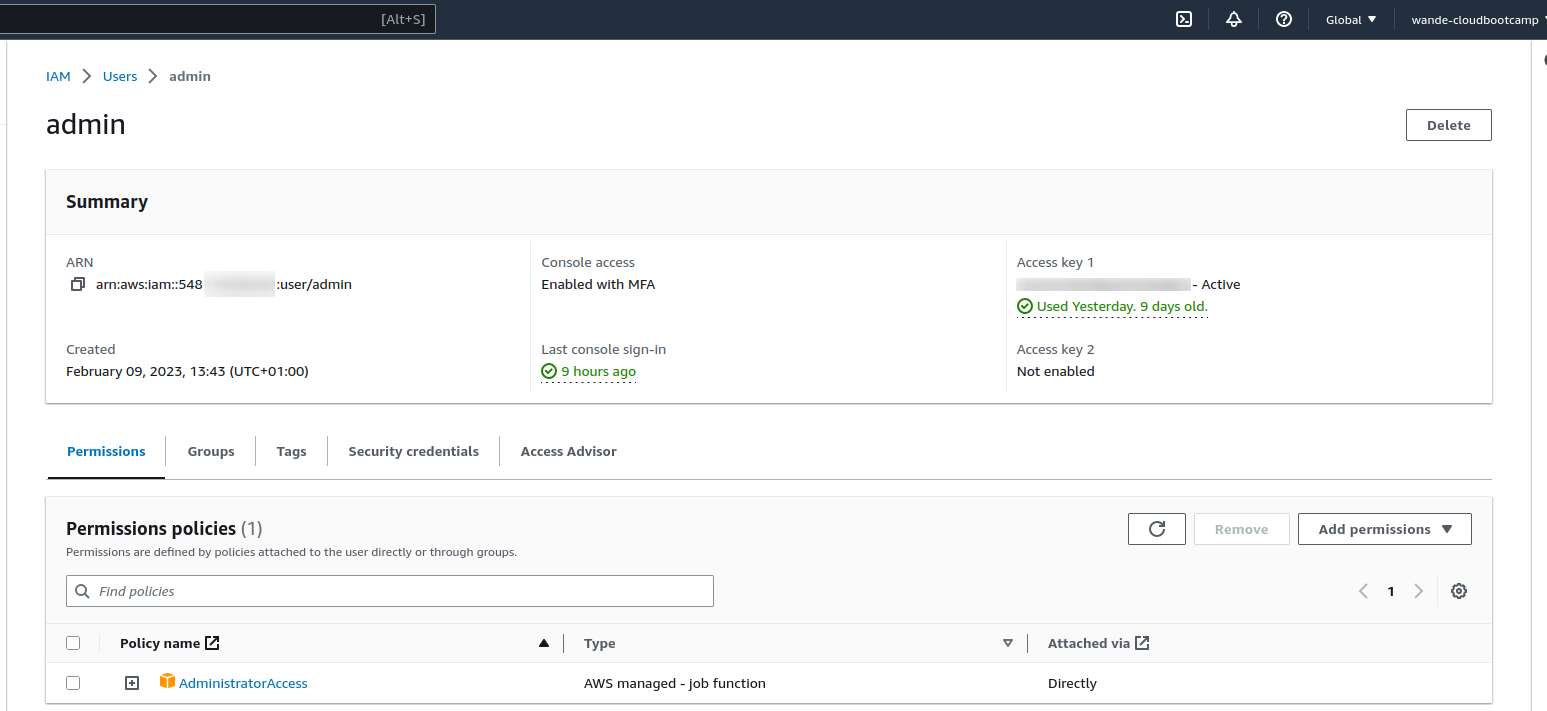 [Alt+S] Global wande-cloudbootcamp
IAM Users admin
admin
Delete
Summary
ARN
arn:aws:iam::548 :user/admin
Console access
Enabled with MFA
Access key 1
- Active
Used Yesterday. 9 days old.
Created
February 09, 2023, 13:43 (UTC+01:00)
Last console sign-in
9 hours ago
Access key 2
Not enabled
Permissions Groups Tags Security credentials Access Advisor
Permissions policies (1)
Permissions are defined by policies attached to the user directly or through groups.
Remove
Add permissions
Find policies
1
Policy name Type Attached via
AdministratorAccess AWS managed - job function Directly